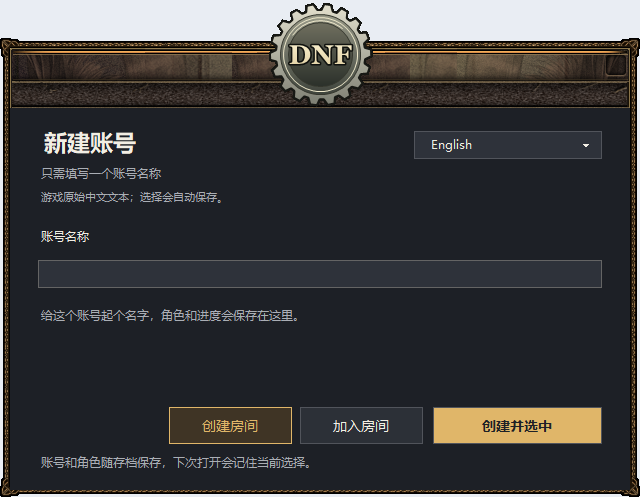 DNF
新建账号
English
只需填写一个账号名称
游戏原始中文文本；选择会自动保存。
账号名称
给这个账号起个名字，角色和进度会保存在这里。
创建房间
加入房间
创建并选中
账号和角色随存档保存，下次打开会记住当前选择。